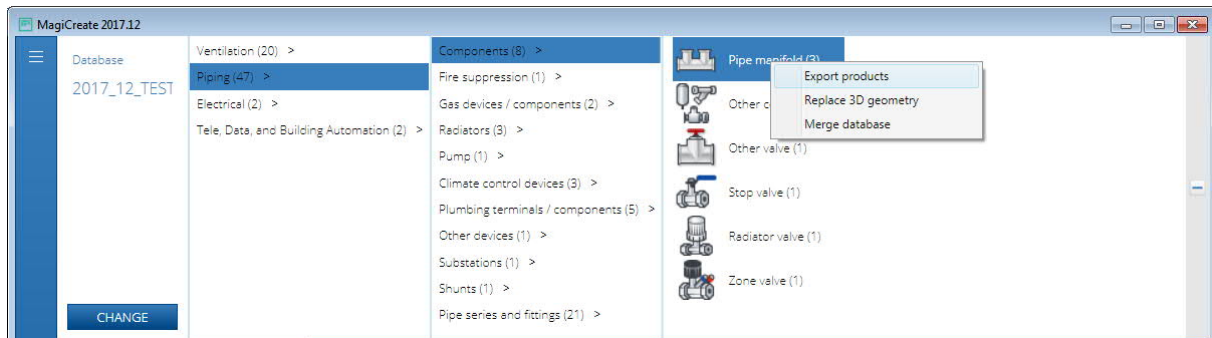 MagiCreate 2017.12
Database
2017_12_TEST
CHANGE
Ventilation (20) >
Piping (47) >
Electrical (2) >
Tele, Data, and Building Automation (2) >
Components (8) >
Fire suppression (1) >
Gas devices / components (2) >
Radiators (3) >
Pump (1) >
Climate control devices (3) >
Plumbing terminals / components (5) >
Other devices (1) >
Substations (1) >
Shunts (1) >
Pipe series and fittings (21) >
Pipe manifold (3)
Other
Other valve (1)
Stop valve (1)
Radiator valve (1)
Zone valve (1)
Export products
Replace 3D geometry
Merge database